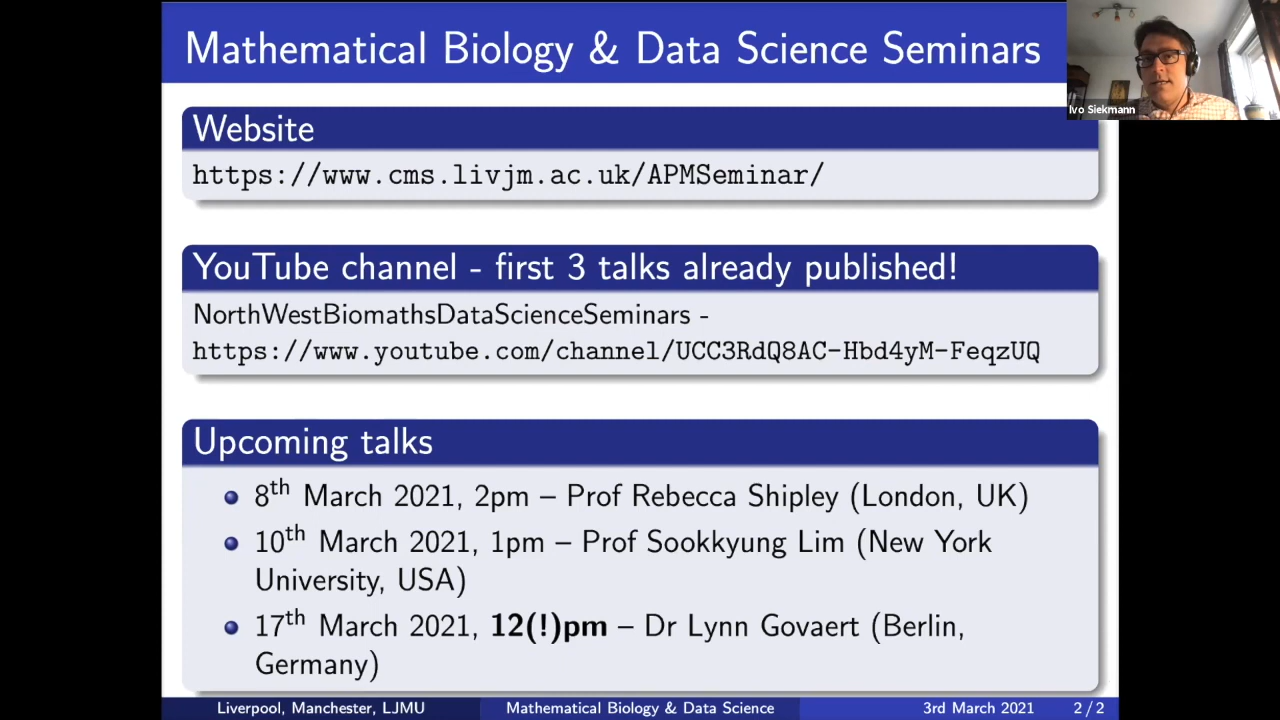 Mathematical Biology & Data Science Seminars
Ivo Siekmann
Website
https://www.cms.livjm.ac.uk/APMSeminar/
YouTube channel - first 3 talks already published!
NorthWestBiomathsDataScienceSeminars -
https://www.youtube.com/channel/UCC3RdQ8AC-Hbd4yM-FeqzUQ
Upcoming talks
8th March 2021, 2pm – Prof Rebecca Shipley (London, UK)
10th March 2021, 1pm – Prof Sookkyung Lim (New York
University, USA)
17th March 2021, 12(!)pm – Dr Lynn Govaert (Berlin,
Germany)
Liverpool, Manchester, LJMU Mathematical Biology & Data Science 3rd March 2021 2 / 2